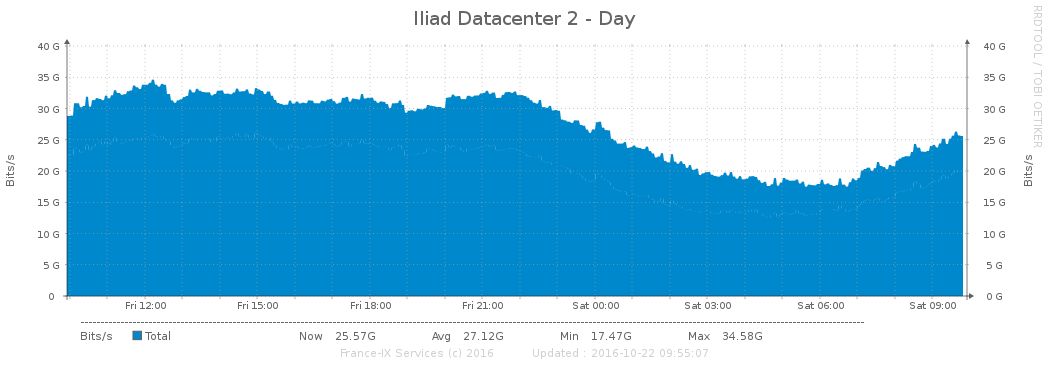 Iliad Datacenter 2 - Day
RRDTOOL / TOBI OETIKER
Bits/s
40 G 40 G
35 G 35 G
30 G 30 G
25 G 25 G
20 G 20 G
15 G 15 G
10 G 10 G
5 G 5 G
0 0 G
Bits/s
Fri 12:00 Fri 15:00 Fri 18:00 Fri 21:00 Sat 00:00 Sat 03:00 Sat 06:00 Sat 09:00
Bits/s Total Now 25.57G Avg 27.12G Min 17.47G Max 34.58G
France-IX Services (c) 2016 Updated : 2016-10-22 09:55:07